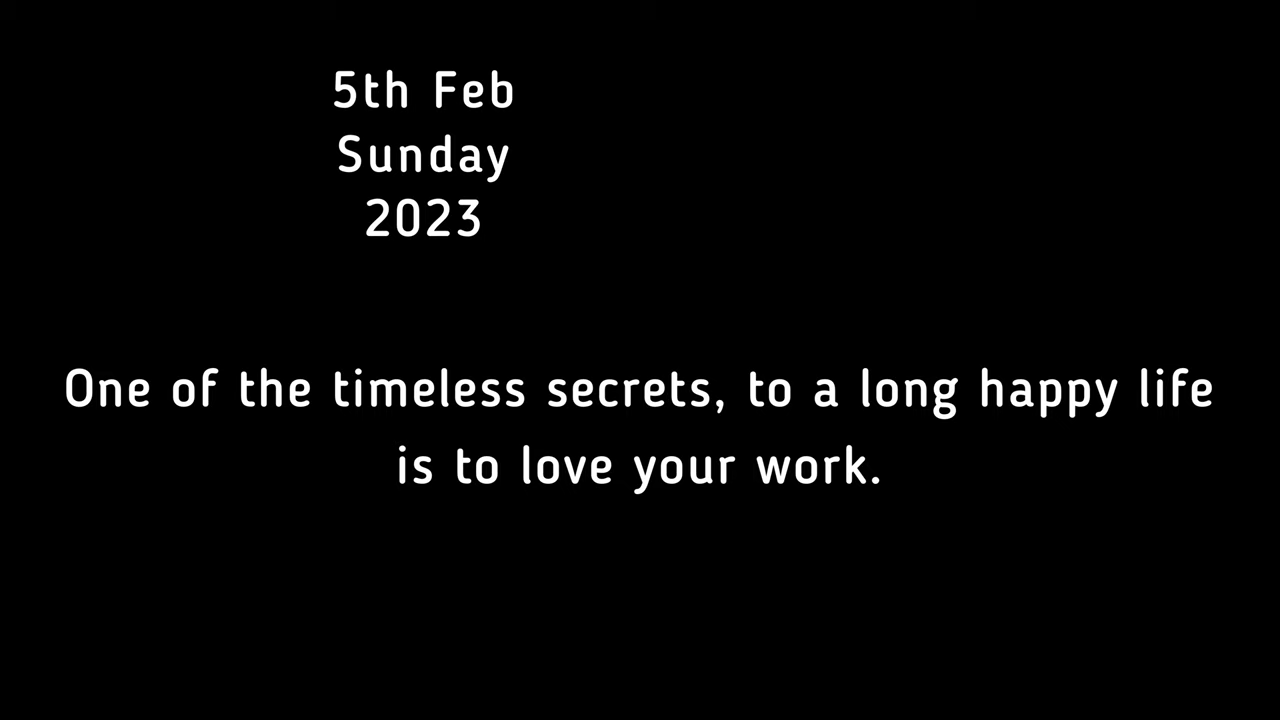 5th Feb
Sunday
2023
One of the timeless secrets, to a long happy life
is to love your work.